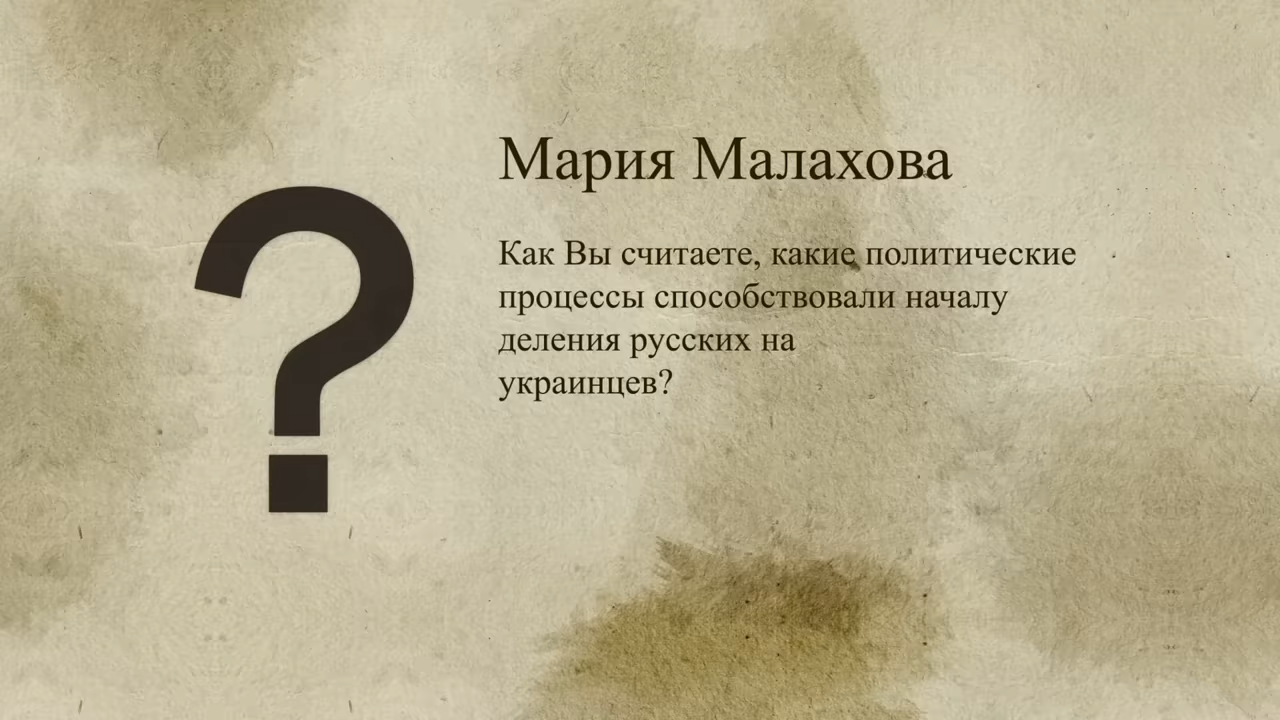 Мария Малахова
Как Вы считаете, какие политические
процессы способствовали началу
деления русских на
украинцев?